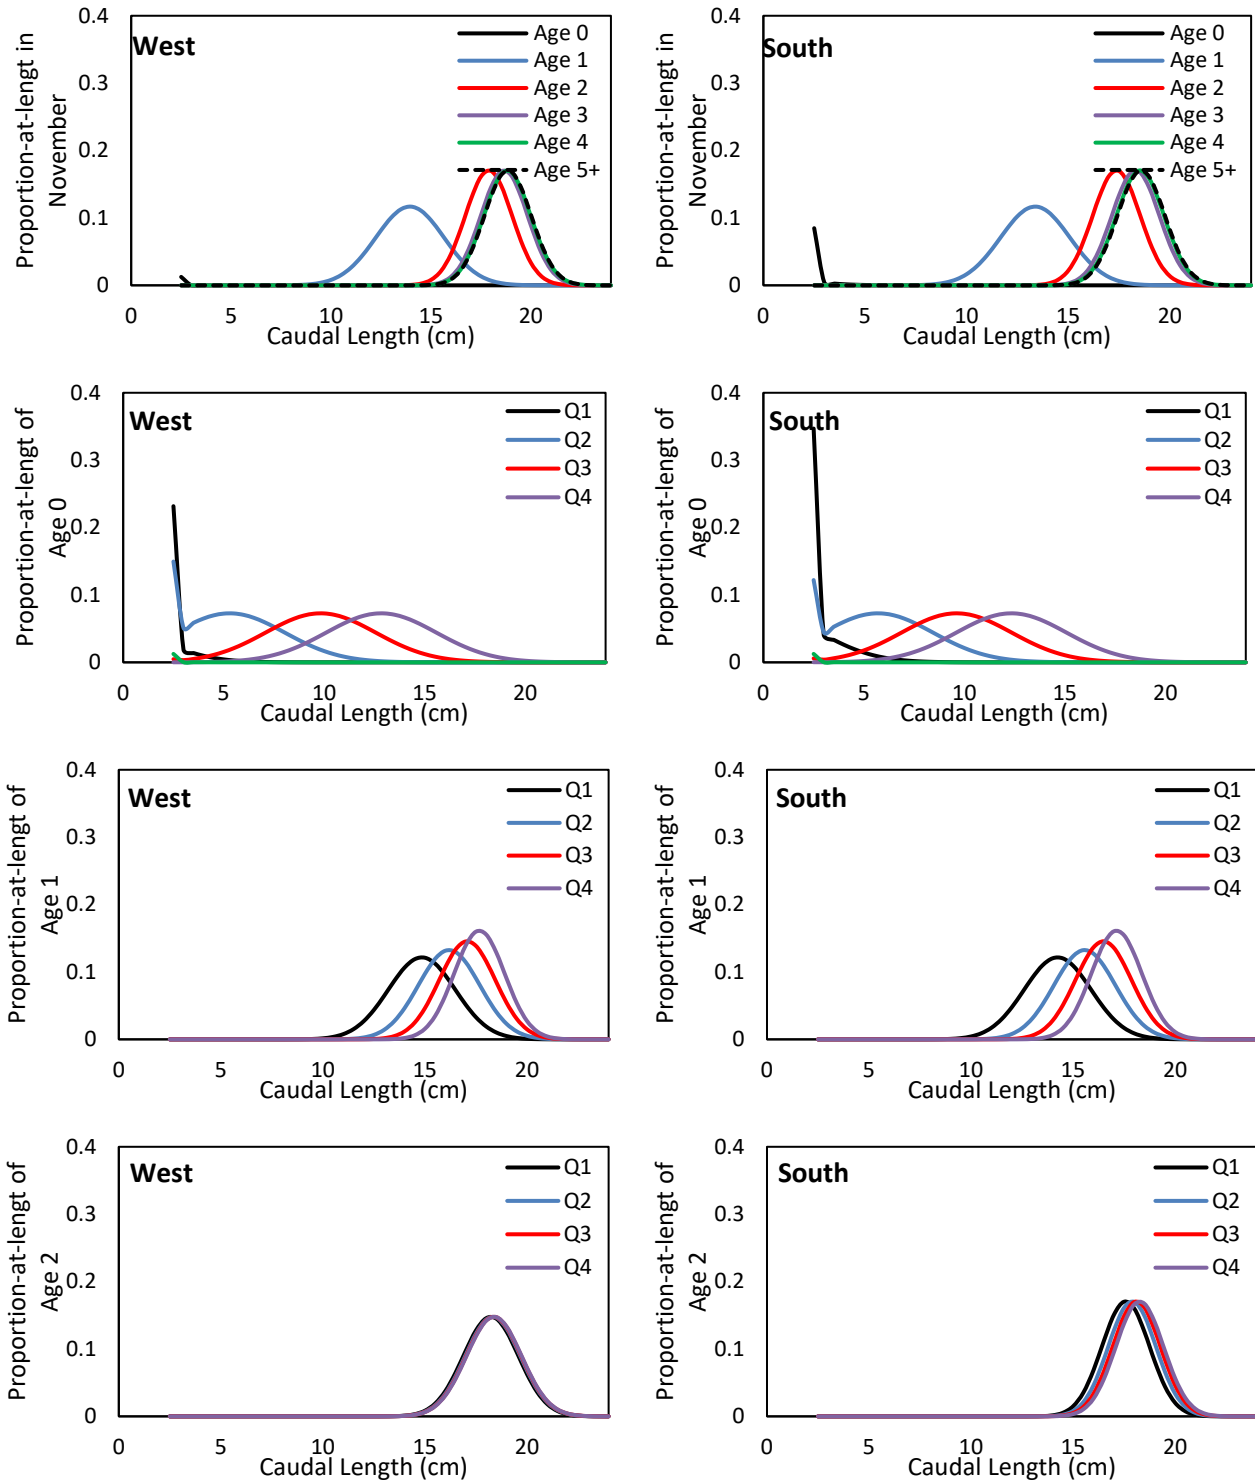 Proportion-at-lengt in
November
0.4
0.3
0.2
0.1
0
West
Age 0
Age 1
Age 2
Age 3
Age 4
Age 5+
0 5 10 15 20
Caudal Length (cm)
Proportion-at-lengt in
November
0.4
0.3
0.2
0.1
0
South
Age 0
Age 1
Age 2
Age 3
Age 4
Age 5+
0 5 10 15 20
Caudal Length (cm)
Proportion-at-lengt of
Age 0
0.4
0.3
0.2
0.1
0
West
Q1
Q2
Q3
Q4
0 5 10 15 20
Caudal Length (cm)
Proportion-at-lengt of
Age 0
0.4
0.3
0.2
0.1
0
South
Q1
Q2
Q3
Q4
0 5 10 15 20
Caudal Length (cm)
Proportion-at-lengt of
Age 1
0.4
0.3
0.2
0.1
0
West
Q1
Q2
Q3
Q4
0 5 10 15 20
Caudal Length (cm)
Proportion-at-lengt of
Age 1
0.4
0.3
0.2
0.1
0
South
Q1
Q2
Q3
Q4
0 5 10 15 20
Caudal Length (cm)
Proportion-at-lengt of
Age 2
0.4
0.3
0.2
0.1
0
West
Q1
Q2
Q3
Q4
0 5 10 15 20
Caudal Length (cm)
Proportion-at-lengt of
Age 2
0.4
0.3
0.2
0.1
0
South
Q1
Q2
Q3
Q4
0 5 10 15 20
Caudal Length (cm)